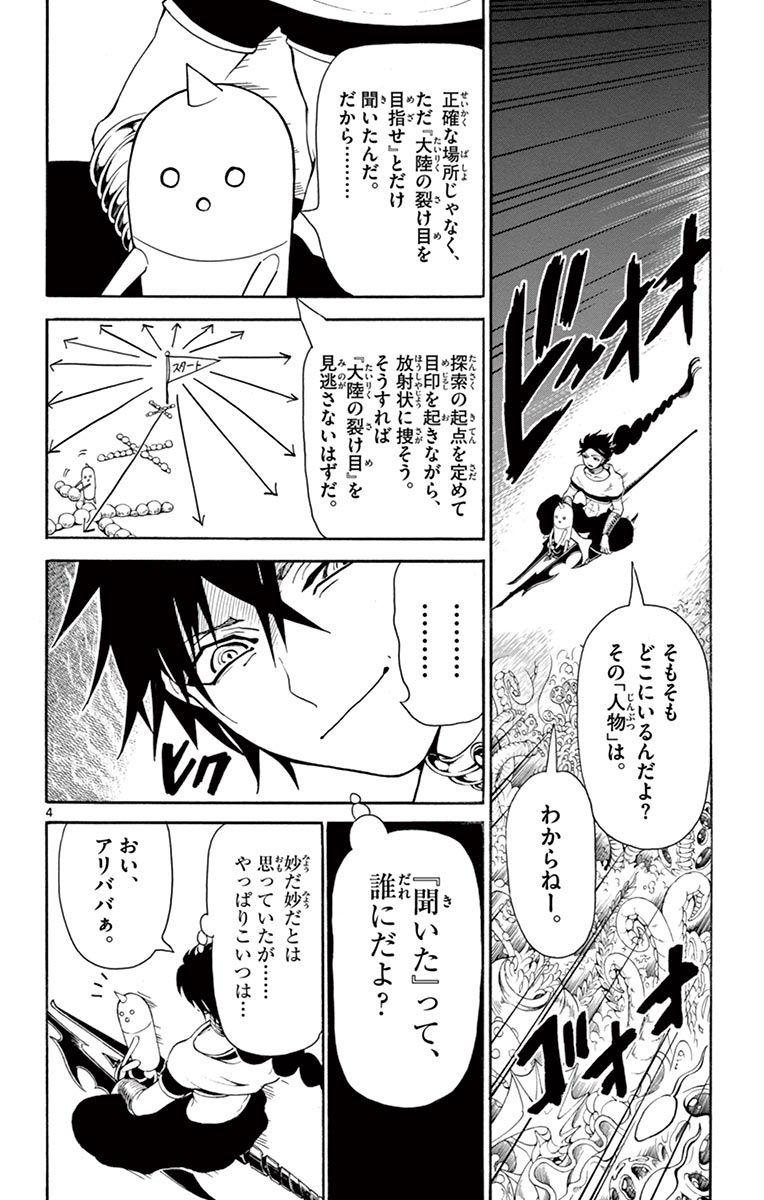 ビュオオオ
そもそも
どこにいるんだよ?
その「人物」は。
わからねー。
ゴゴゴ
正確な場所じゃなく、
ただ『大陸の裂け目を
目指せ』とだけ
聞いたんだ。
だから………
探索の起点を定めて
目印を起きながら、
放射状に捜そう。
そうすれば
『大陸の裂け目』を
見逃さないはずだ。
スタート
………
………
ピク
『聞いた』って、
誰にだよ?
妙だ妙だとは
思っていたが……
やっぱりこいつは…
おい、
アリババぁ。
4